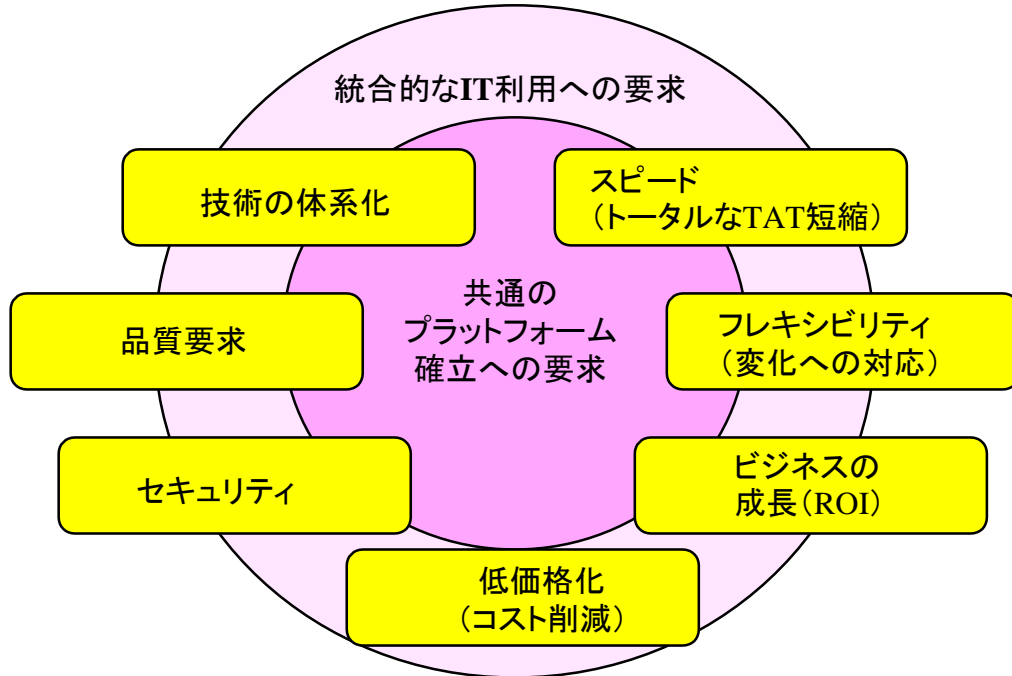 統合的なIT利用への要求
技術の体系化
スピード
（トータルなTAT短縮）
共通の
プラットフォーム
確立への要求
品質要求
フレキシビリティ
（変化への対応）
セキュリティ
ビジネスの
成長（ROI）
低価格化
（コスト削減）